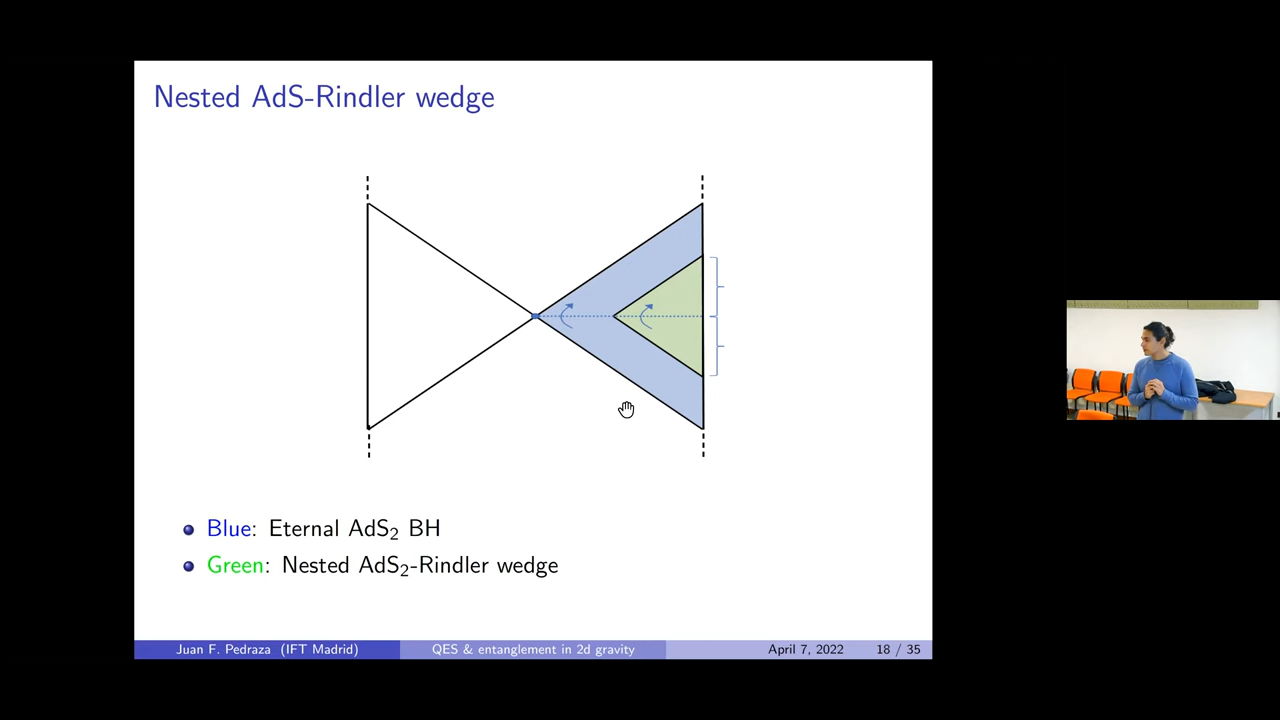 Nested AdS-Rindler wedge
Blue: Eternal AdS₂ BH
Green: Nested AdS₂-Rindler wedge
Juan F. Pedraza (IFT Madrid) QES & entanglement in 2d gravity April 7, 2022 18 / 35